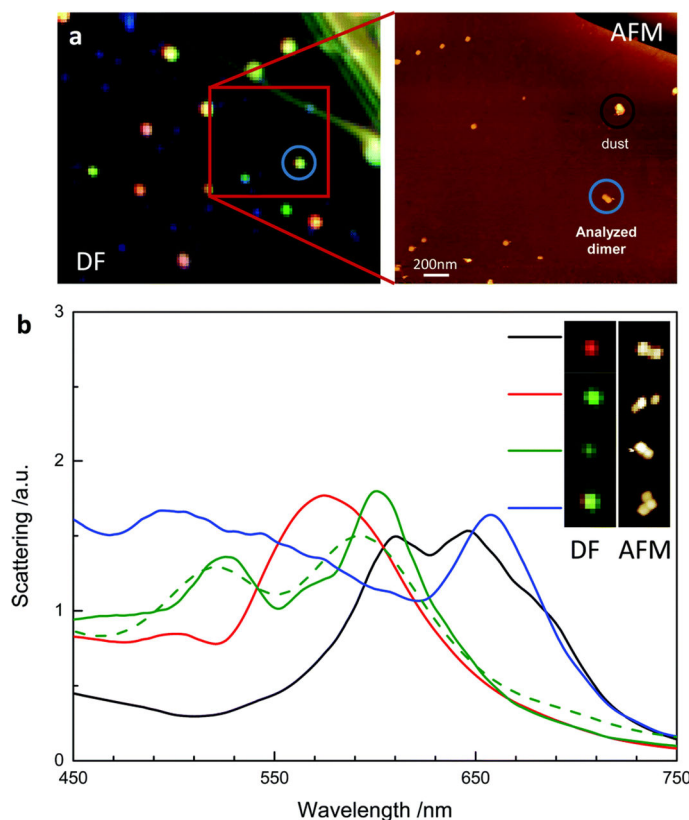 a
AFM
dust
Analyzed
dimer
DF
200nm
b
3
2
1
0
Scattering /a.u.
DF AFM
450
550
650
750
Wavelength /nm